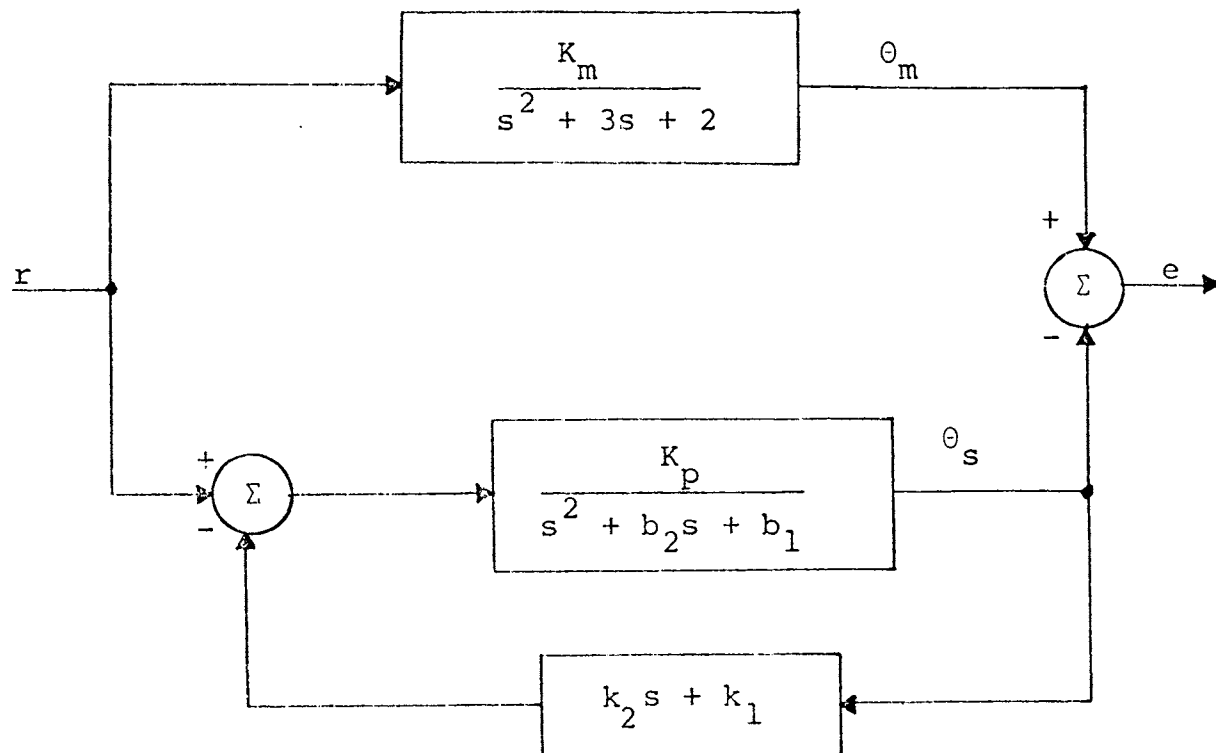 K_m
s^2 + 3s + 2
Θ_m
+
r
Σ
e
-
K_p
s^2 + b_2s + b_1
Θ_s
+
Σ
-
k_2s + k_1